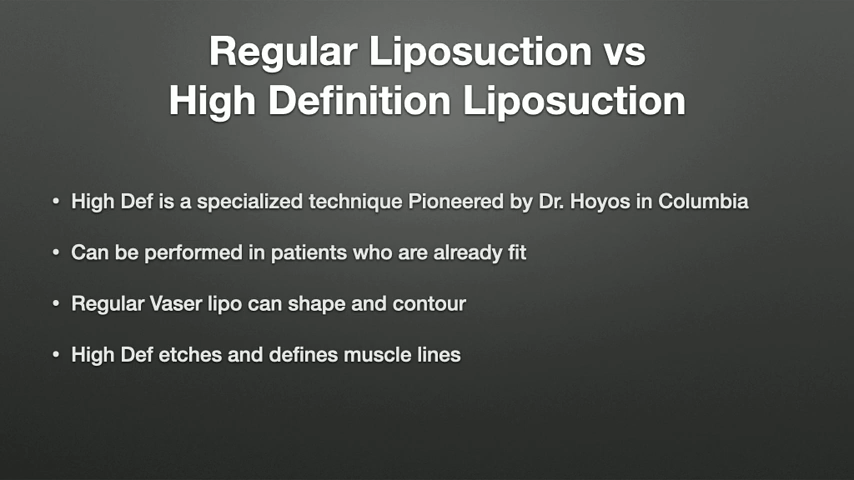 Regular Liposuction vs
High Definition Liposuction
• High Def is a specialized technique Pioneered by Dr. Hoyos in Columbia
• Can be performed in patients who are already fit
• Regular Vaser lipo can shape and contour
• High Def etches and defines muscle lines